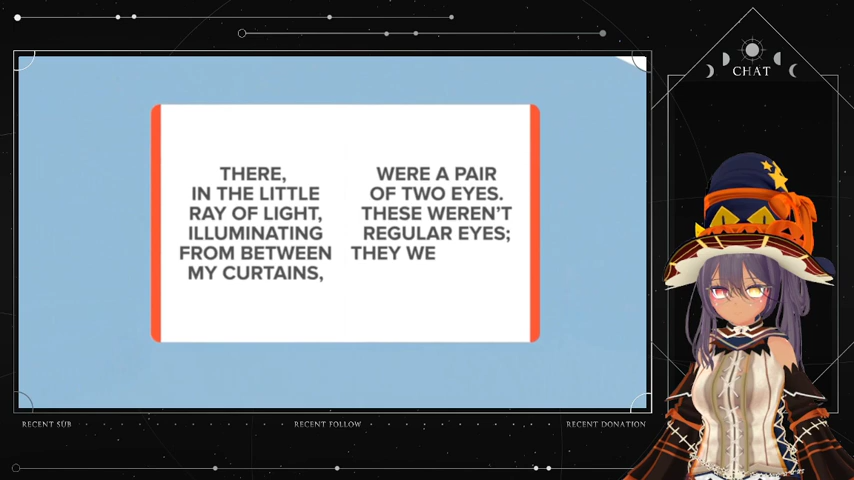 CHAT
THERE,
IN THE LITTLE
RAY OF LIGHT,
ILLUMINATING
FROM BETWEEN
MY CURTAINS,
WERE A PAIR
OF TWO EYES.
THESE WEREN'T
REGULAR EYES;
THEY WE
RECENT SUB
RECENT FOLLOW
RECENT DONATION